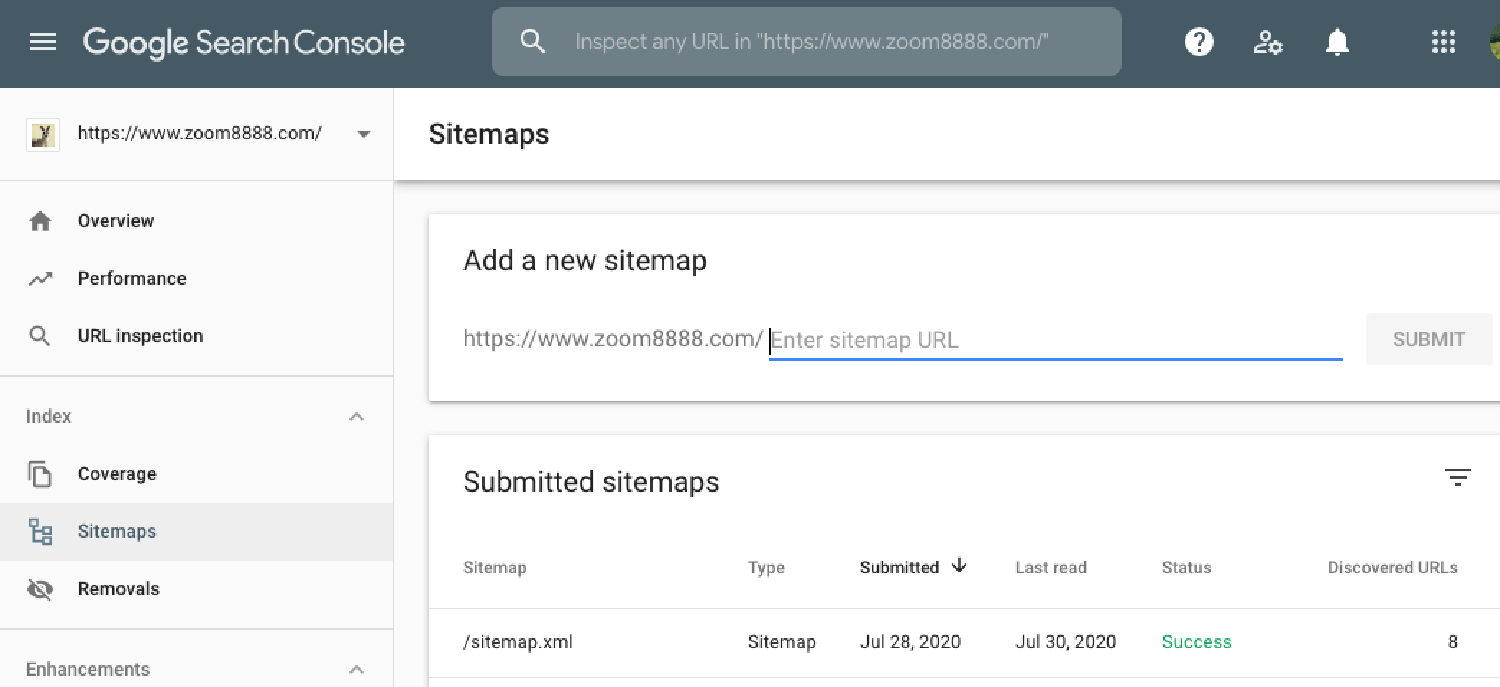 Google Search Console
Inspect any URL in "https://www.zoom8888.com/"
https://www.zoom8888.com/
Overview
Performance
URL inspection
Index
Coverage
Sitemaps
Removals
Enhancements
Sitemaps
Add a new sitemap
https://www.zoom8888.com/ Enter sitemap URL SUBMIT
Submitted sitemaps
Sitemap Type Submitted Last read Status Discovered URLs
/sitemap.xml Sitemap Jul 28, 2020 Jul 30, 2020 Success 8